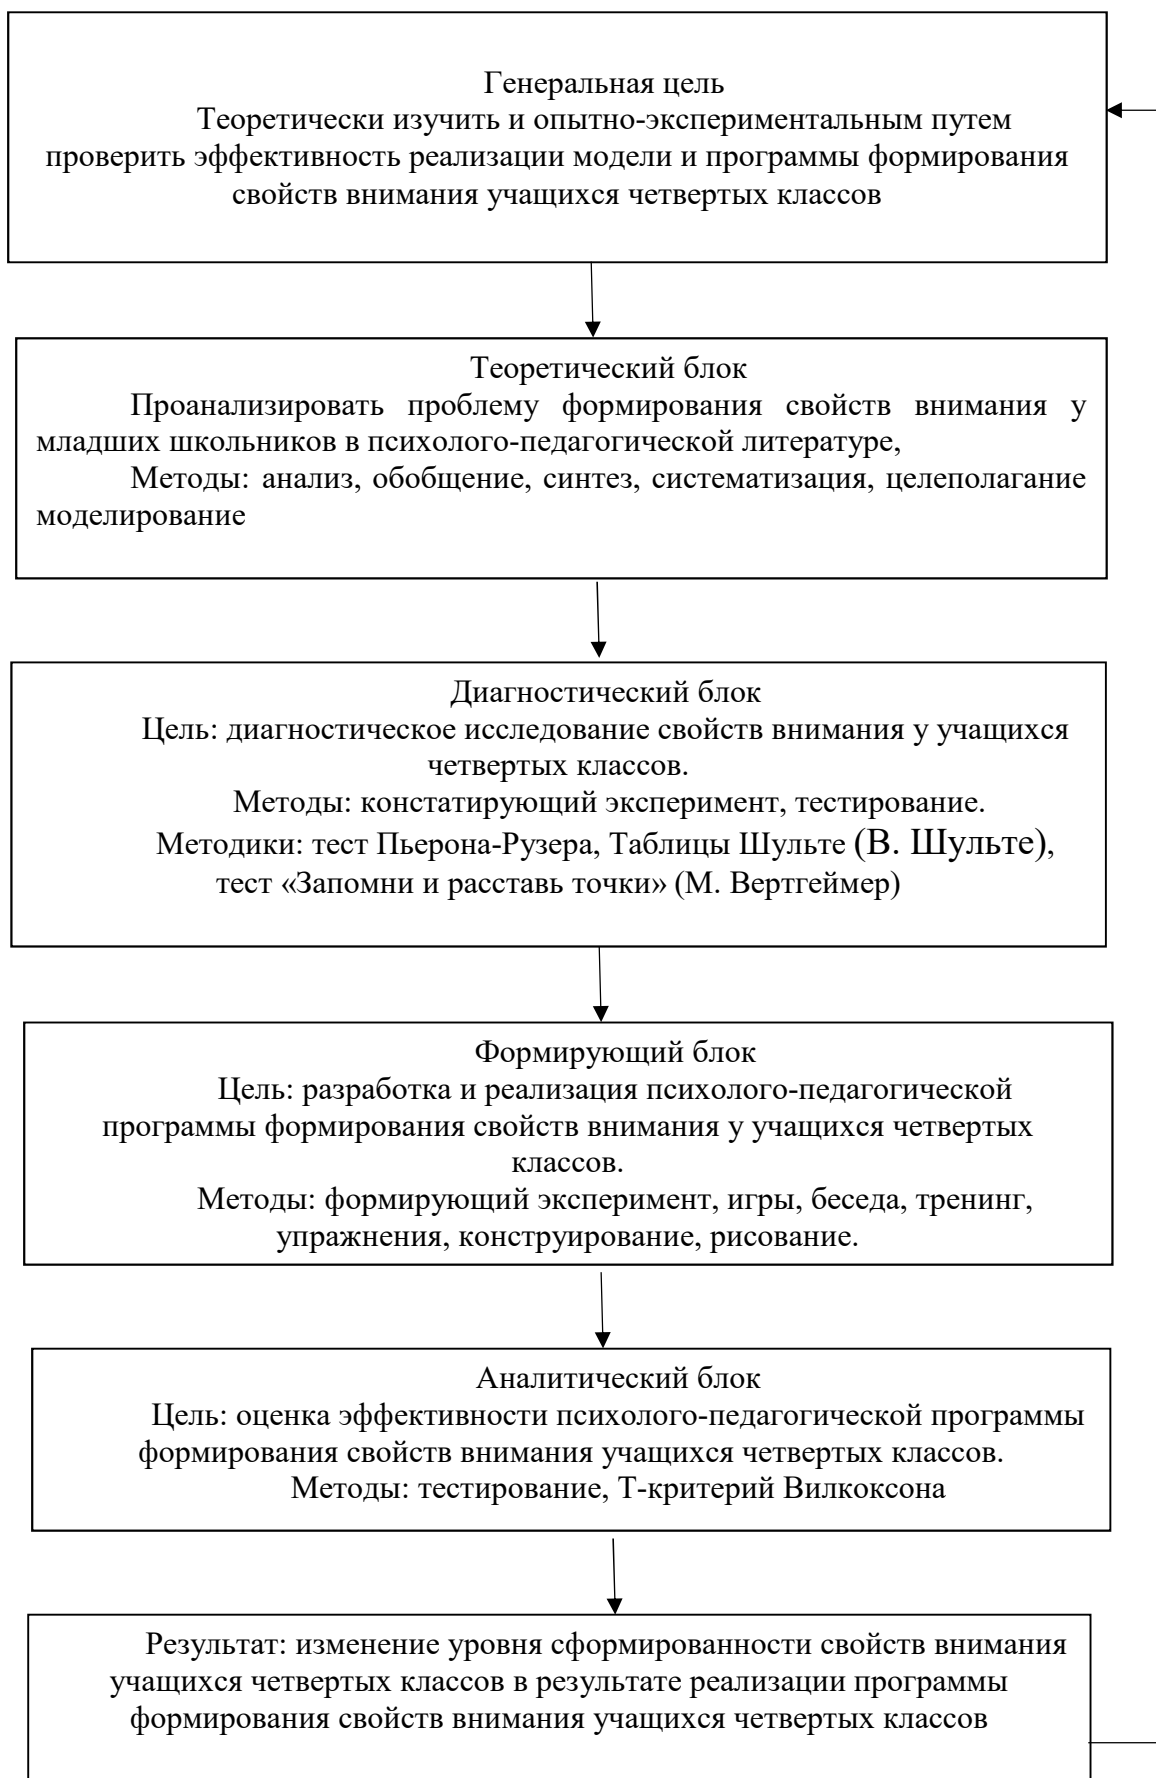 Генеральная цель
Теоретически изучить и опытно-экспериментальным путем
проверить эффективность реализации модели и программы формирования
свойств внимания учащихся четвертых классов
Теоретический блок
Проанализировать проблему формирования свойств внимания у
младших школьников в психолого-педагогической литературе,
Методы: анализ, обобщение, синтез, систематизация, целеполагание
моделирование
Диагностический блок
Цель: диагностическое исследование свойств внимания у учащихся
четвертых классов.
Методы: констатирующий эксперимент, тестирование.
Методики: тест Пьерона-Рузера, Таблицы Шульте (В. Шульте),
тест «Запомни и расставь точки» (М. Вертгеймер)
Формирующий блок
Цель: разработка и реализация психолого-педагогической
программы формирования свойств внимания у учащихся четвертых
классов.
Методы: формирующий эксперимент, игры, беседа, тренинг,
упражнения, конструирование, рисование.
Аналитический блок
Цель: оценка эффективности психолого-педагогической программы
формирования свойств внимания учащихся четвертых классов.
Методы: тестирование, Т-критерий Вилкоксона
Результат: изменение уровня сформированности свойств внимания
учащихся четвертых классов в результате реализации программы
формирования свойств внимания учащихся четвертых классов